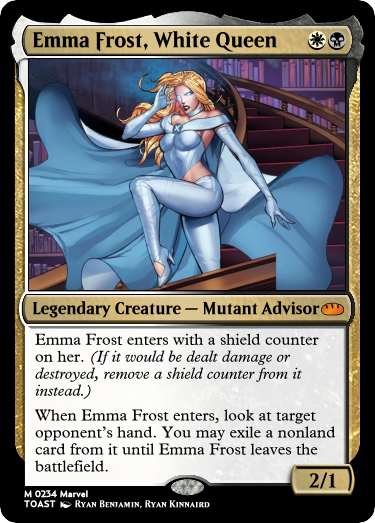 Emma Frost, White Queen
Legendary Creature — Mutant Advisor
Emma Frost enters with a shield counter
on her. (If it would be dealt damage or
destroyed, remove a shield counter from it
instead.)
When Emma Frost enters, look at target
opponent's hand. You may exile a nonland
card from it until Emma Frost leaves the
battlefield.
2/1
M 0234 Marvel
TOAST Ryan Benjamin, Ryan Kinnaird